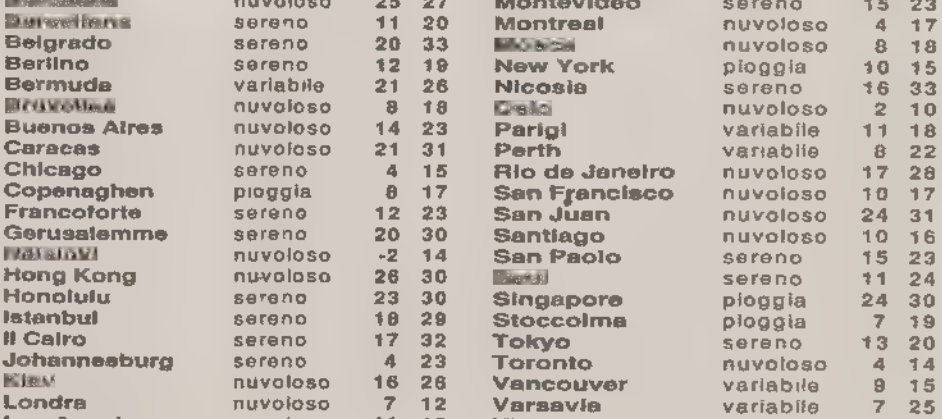 nuvoloso 25 27
sereno 11 20
Belgrado sereno 20 33
Berlino sereno 12 19
Bermuda variabile 21 26
nuvoloso 8 18
Buenos Aires nuvoloso 14 23
Caracas nuvoloso 21 31
Chicago sereno 4 15
Copenaghen pioggia 8 17
Francoforte sereno 12 23
Gerusalemme sereno 20 30
nuvoloso -2 14
Hong Kong nuvoloso 26 30
Honolulu sereno 23 30
Istanbul sereno 18 29
Il Cairo sereno 17 32
Johannesburg sereno 4 23
nuvoloso 16 26
Londra nuvoloso 7 12
Montevideo sereno 15 23
Montreal nuvoloso 4 17
nuvoloso 8 18
New York pioggia 10 15
Nicosia sereno 16 33
nuvoloso 2 10
Parigi variabile 11 18
Perth variabile 8 22
Rio de Janeiro nuvoloso 17 28
San Francisco nuvoloso 10 17
San Juan nuvoloso 24 31
Santiago nuvoloso 10 16
San Paolo sereno 15 23
sereno 11 24
Singapore pioggia 24 30
Stoccolma pioggia 7 19
Tokyo sereno 13 20
Toronto nuvoloso 4 14
Vancouver variabile 9 15
Varsavia variabile 7 25